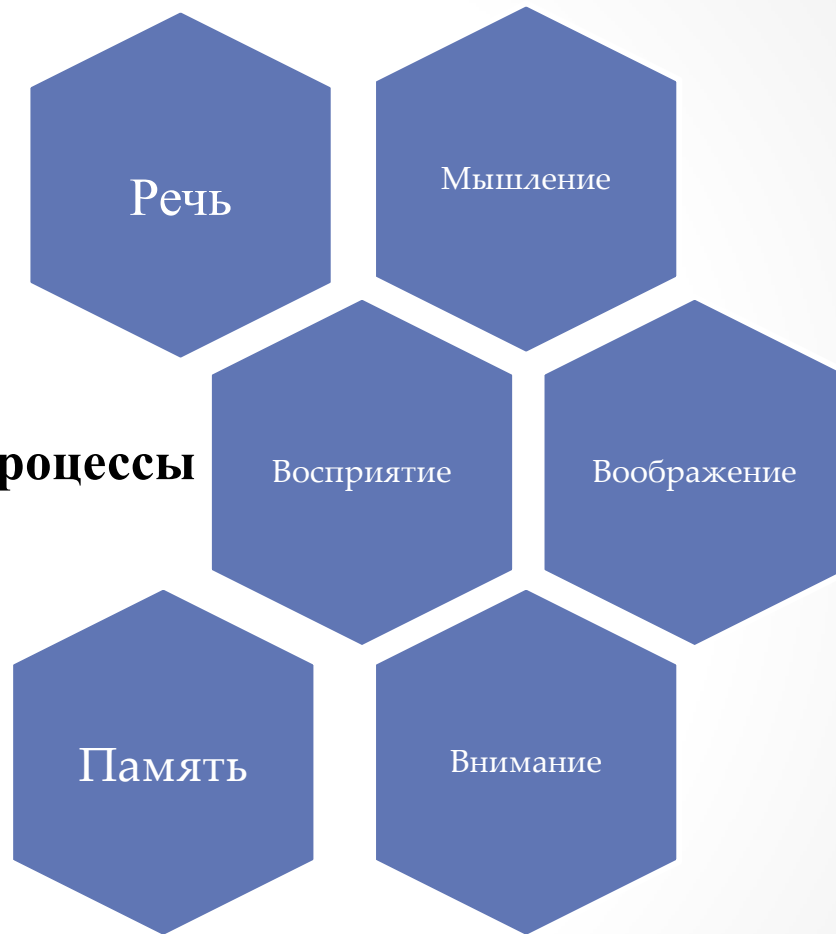 Речь
Мышление
роцессы
Восприятие
Воображение
Память
Внимание